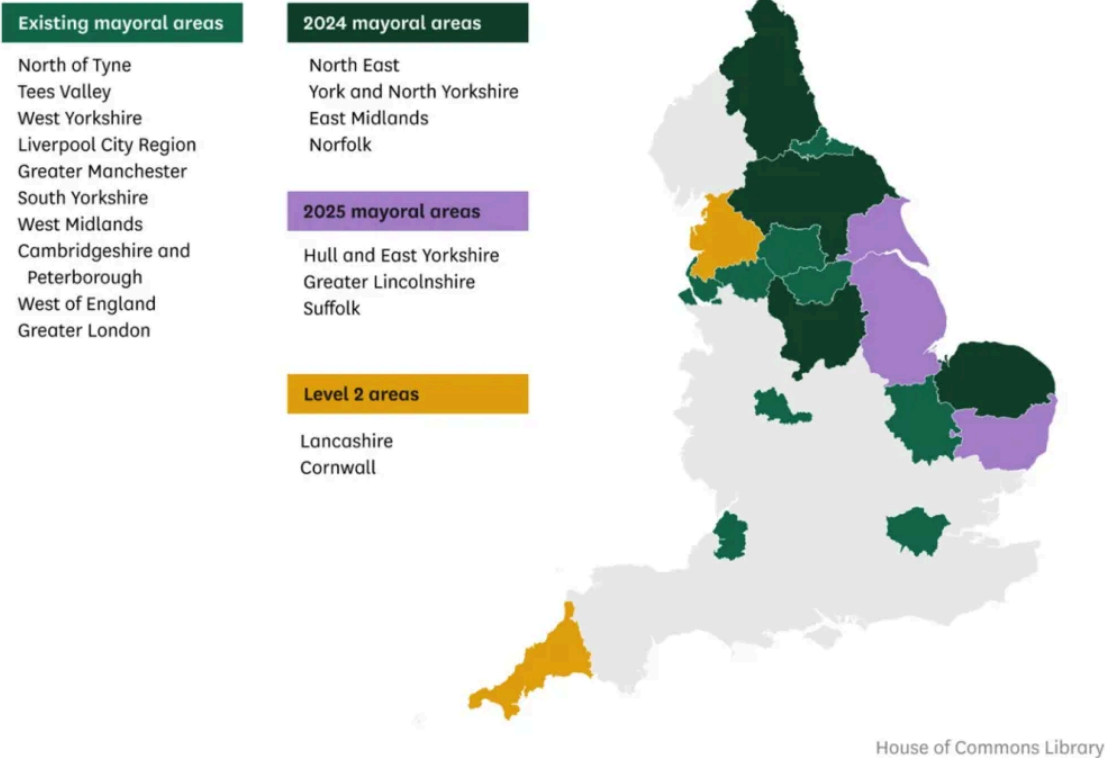 Existing mayoral areas
North of Tyne
Tees Valley
West Yorkshire
Liverpool City Region
Greater Manchester
South Yorkshire
West Midlands
Cambridgeshire and
Peterborough
West of England
Greater London
2024 mayoral areas
North East
York and North Yorkshire
East Midlands
Norfolk
2025 mayoral areas
Hull and East Yorkshire
Greater Lincolnshire
Suffolk
Level 2 areas
Lancashire
Cornwall
House of Commons Library